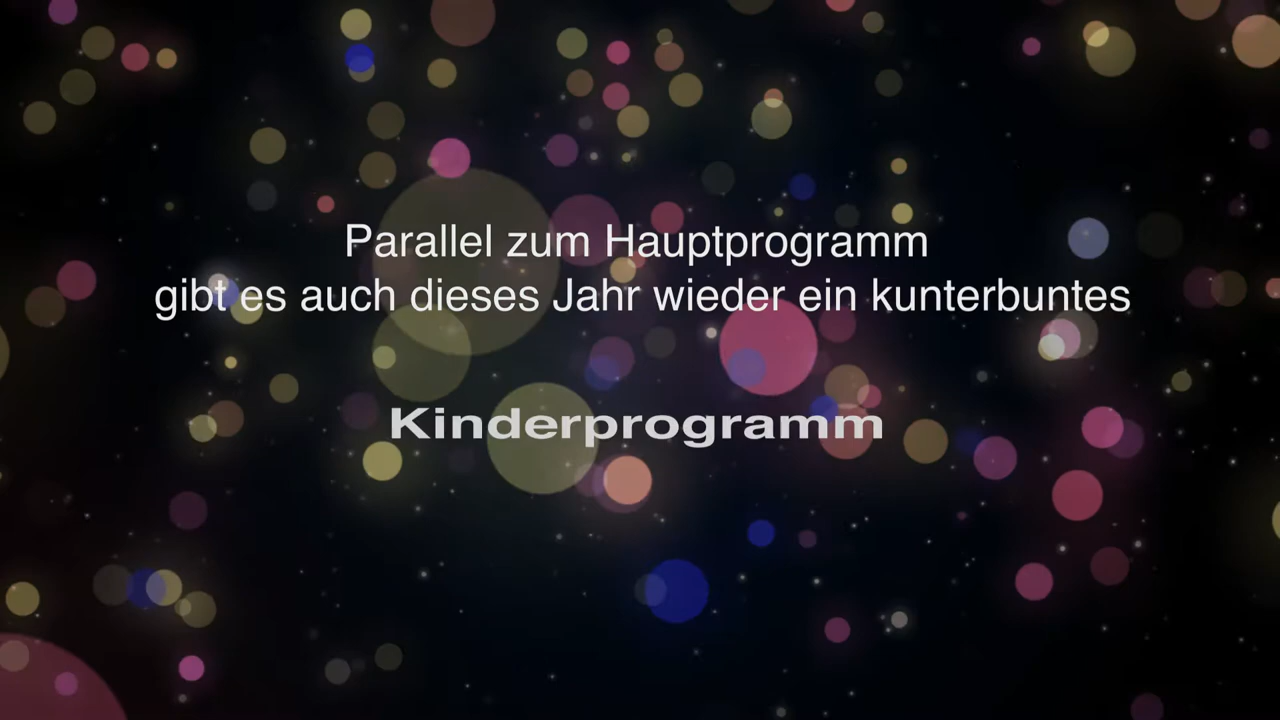 Parallel zum Hauptprogramm
gibt es auch dieses Jahr wieder ein kunterbuntes
Kinderprogramm